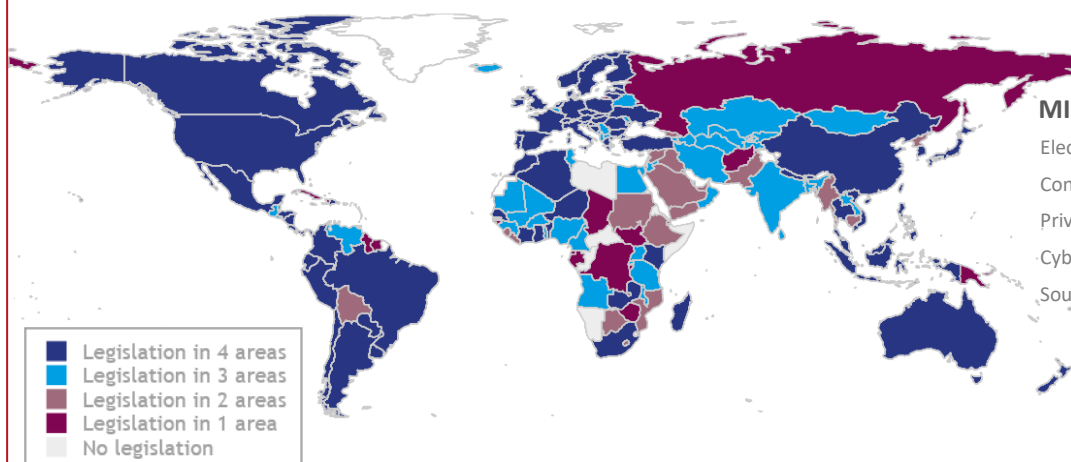 MI
Elec
Con
Priv
Cyb
Sou
Legislation in 4 areas
Legislation in 3 areas
Legislation in 2 areas
Legislation in 1 area
No legislation